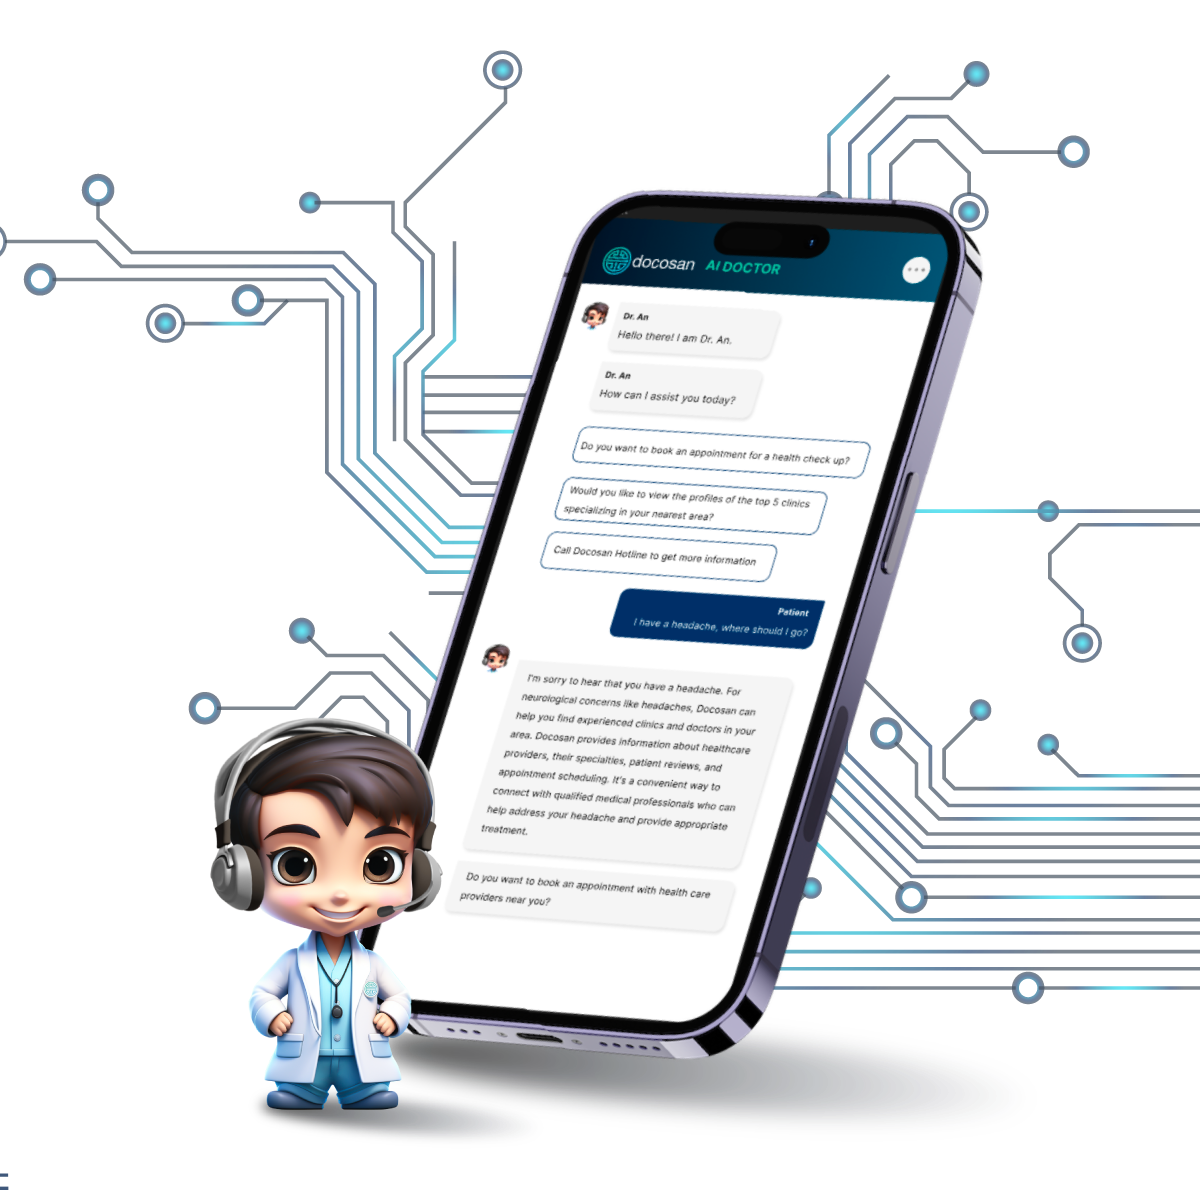 docosan AI DOCTOR
Dr. An
Hello there! I am Dr. An.
Dr. An
How can I assist you today?
Do you want to book an appointment for a health check up?
Would you like to view the profiles of the top 5 clinics
specializing in your nearest area?
Call Docosan Hotline to get more information
Patient
I have a headache, where should I go?
I'm sorry to hear that you have a headache. For
neurological concerns like headaches, Docosan can
help you find experienced clinics and doctors in your
area. Docosan provides information about healthcare
providers, their specialties, patient reviews, and
appointment scheduling. It's a convenient way to
connect with qualified medical professionals who can
help address your headache and provide appropriate
treatment.
Do you want to book an appointment with health care
providers near you?